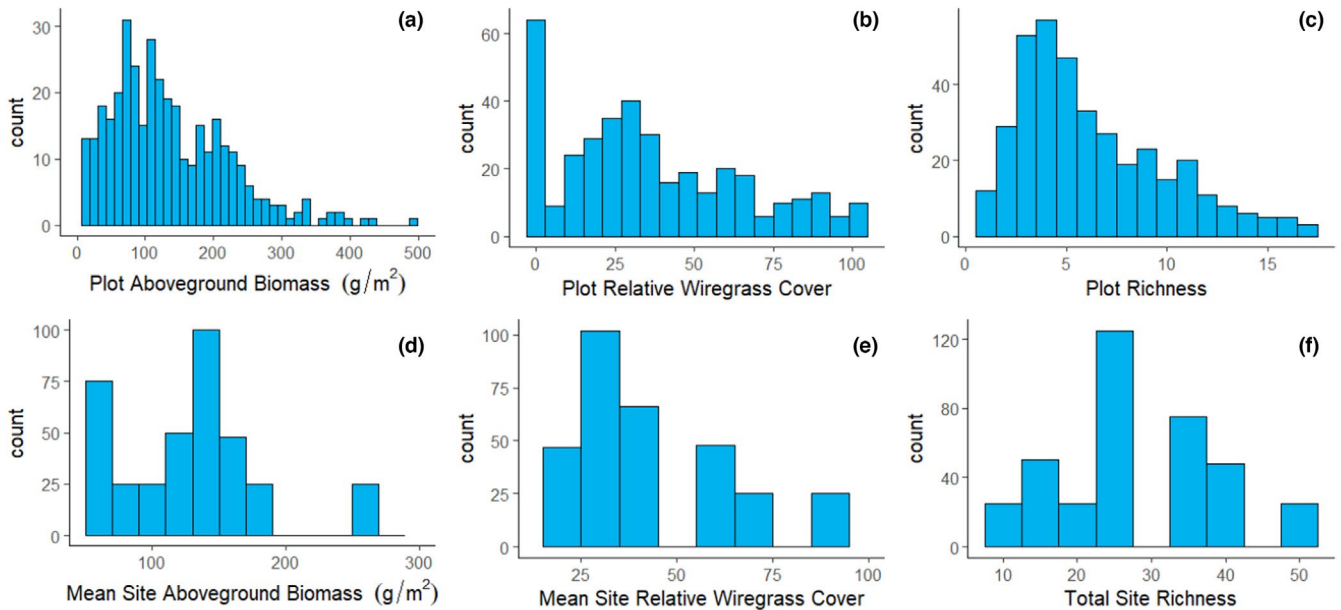 (a)
count
30
20
10
0
0 100 200 300 400 500
Plot Aboveground Biomass (g/m²)
(b)
count
60
40
20
0
0 25 50 75 100
Plot Relative Wiregrass Cover
(c)
count
40
20
0
0 5 10 15
Plot Richness
(d)
count
100
75
50
25
0
100 200 300
Mean Site Aboveground Biomass (g/m²)
(e)
count
100
75
50
25
0
25 50 75 100
Mean Site Relative Wiregrass Cover
(f)
count
120
80
40
0
10 20 30 40 50
Total Site Richness